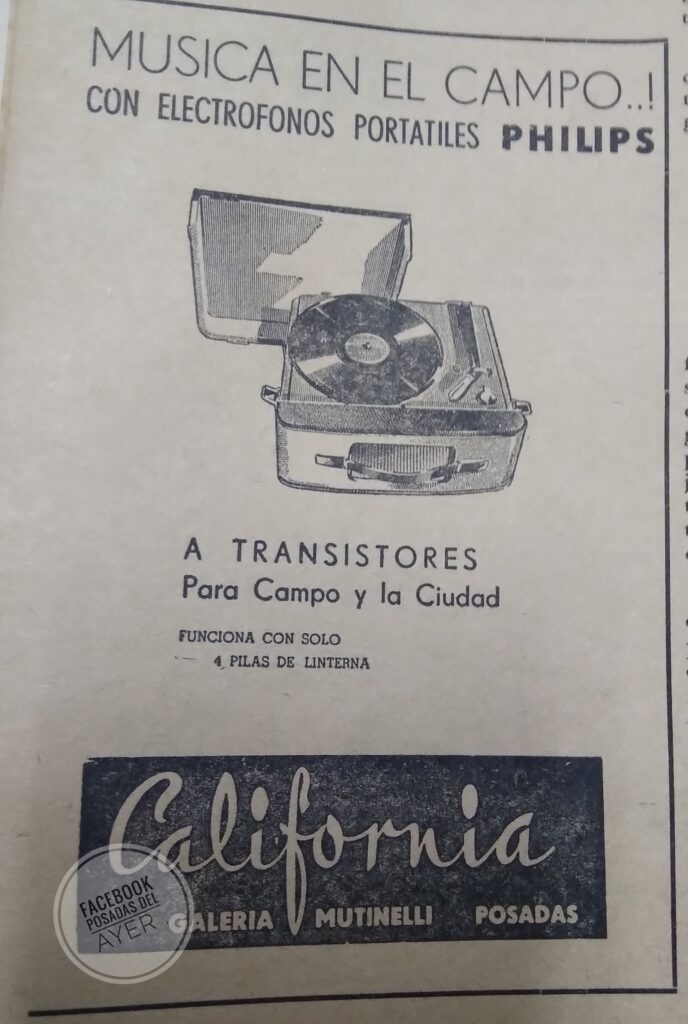 MUSICA EN EL CAMPO..!
CON ELECTROFONOS PORTATILES PHILIPS
A TRANSISTORES
Para Campo y la Ciudad
FUNCIONA CON SOLO
4 PILAS DE LINTERNA
California
GALERIA MUTINELLI POSADAS
FACEBOOK
POSADAS DEL
AYER